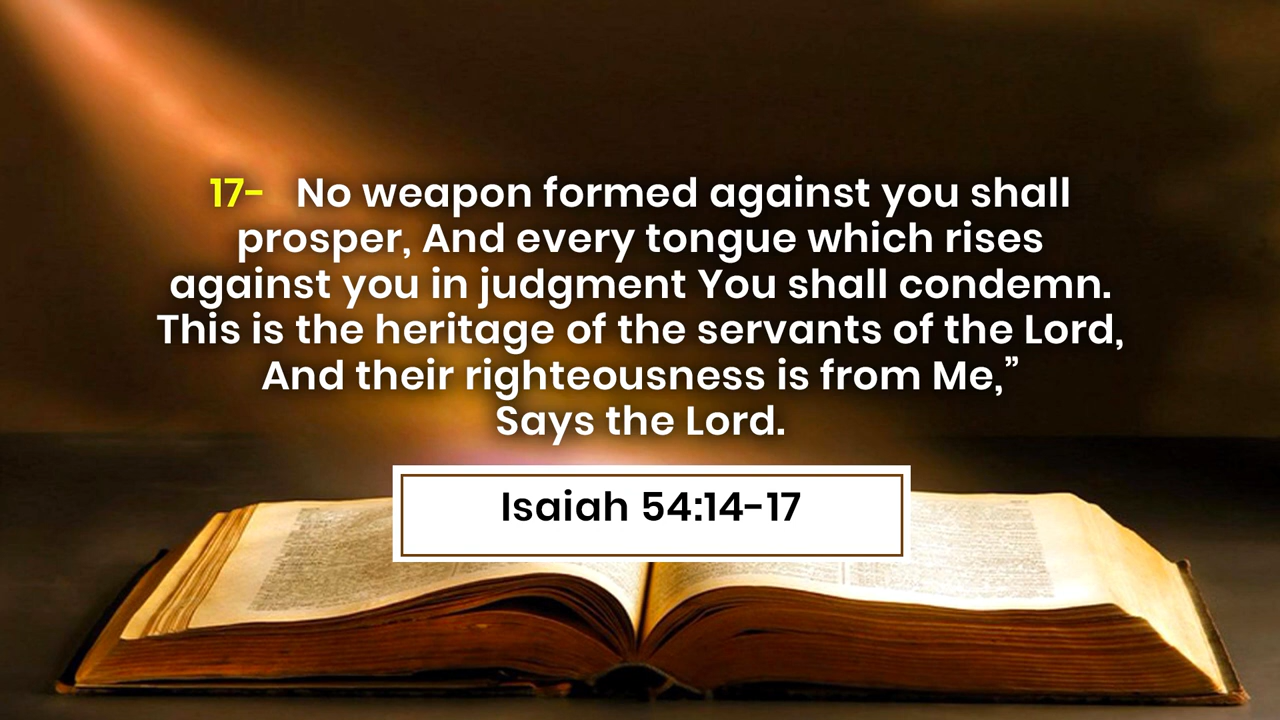 17- No weapon formed against you shall
prosper, And every tongue which rises
against you in judgment You shall condemn.
This is the heritage of the servants of the Lord,
And their righteousness is from Me,”
Says the Lord.
Isaiah 54:14-17